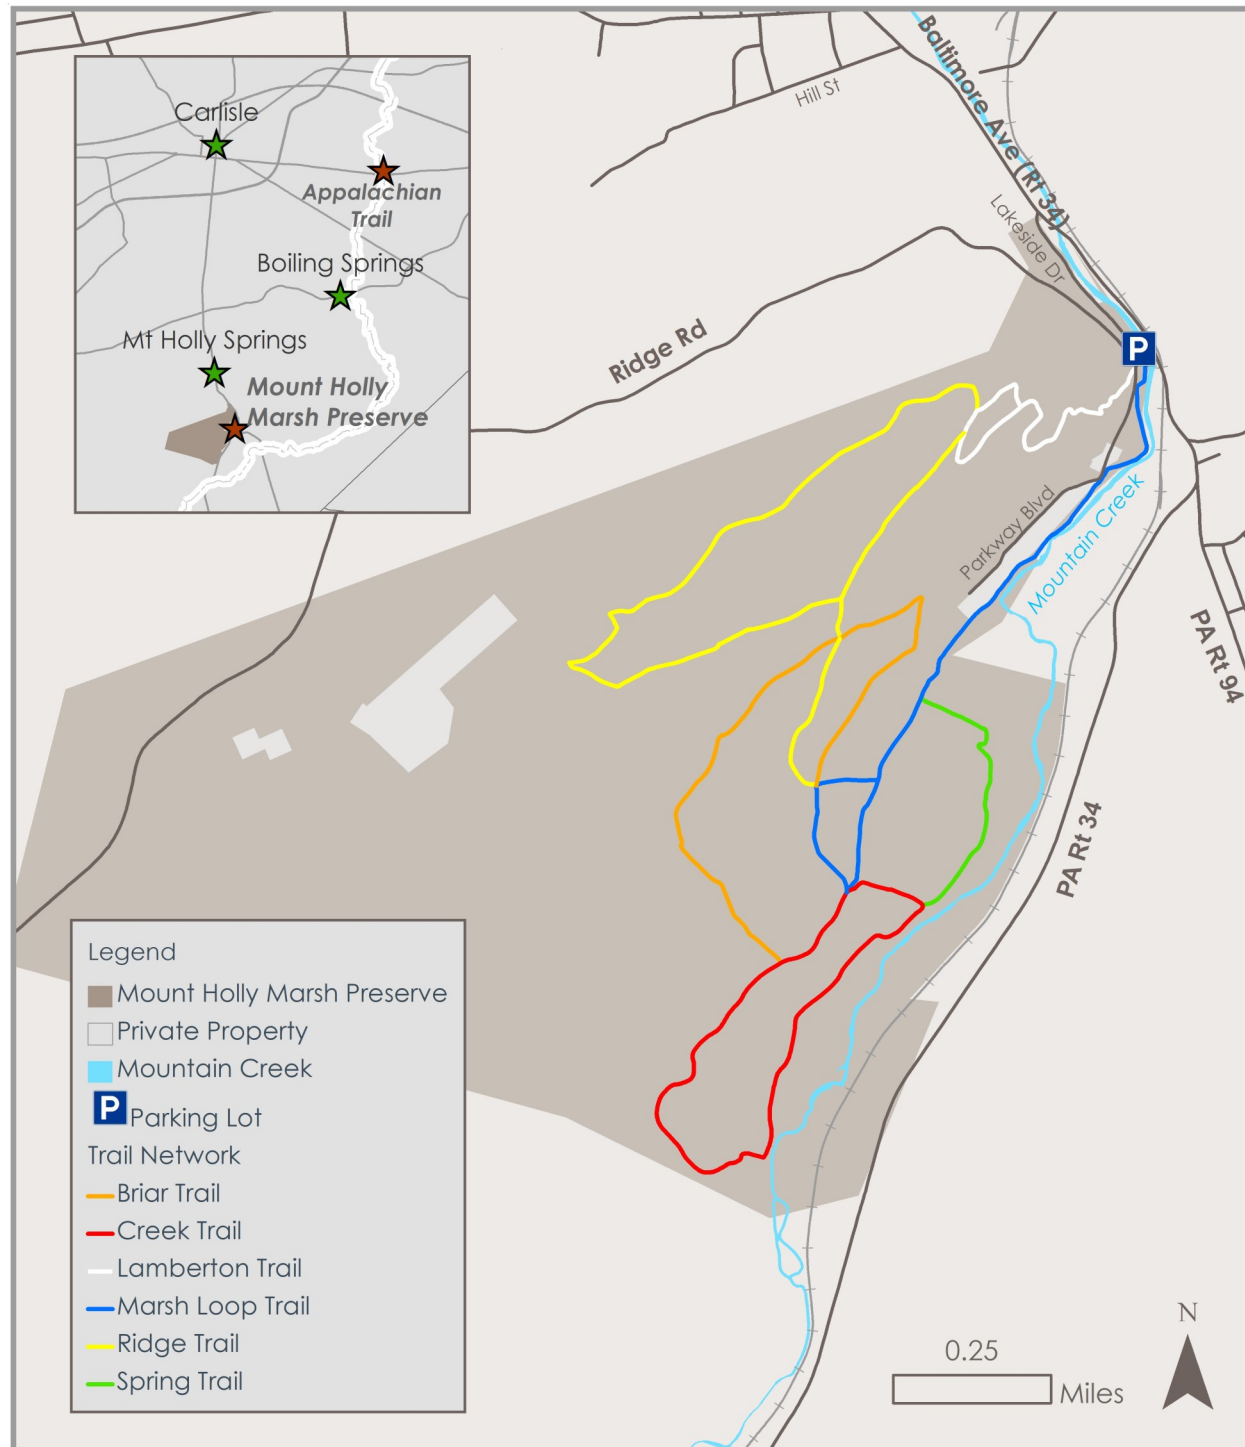 Baltimore Ave (Rt 34)
Hill St
Lakeside Dr
P
Ridge Rd
Parkway Blvd
Mountain Creek
PA Rt 94
PA Rt 34
Carlisle
Appalachian
Trail
Boiling Springs
Mt Holly Springs
Mount Holly
Marsh Preserve
Legend
Mount Holly Marsh Preserve
Private Property
Mountain Creek
P Parking Lot
Trail Network
Briar Trail
Creek Trail
Lamberton Trail
Marsh Loop Trail
Ridge Trail
Spring Trail
0.25
Miles
N